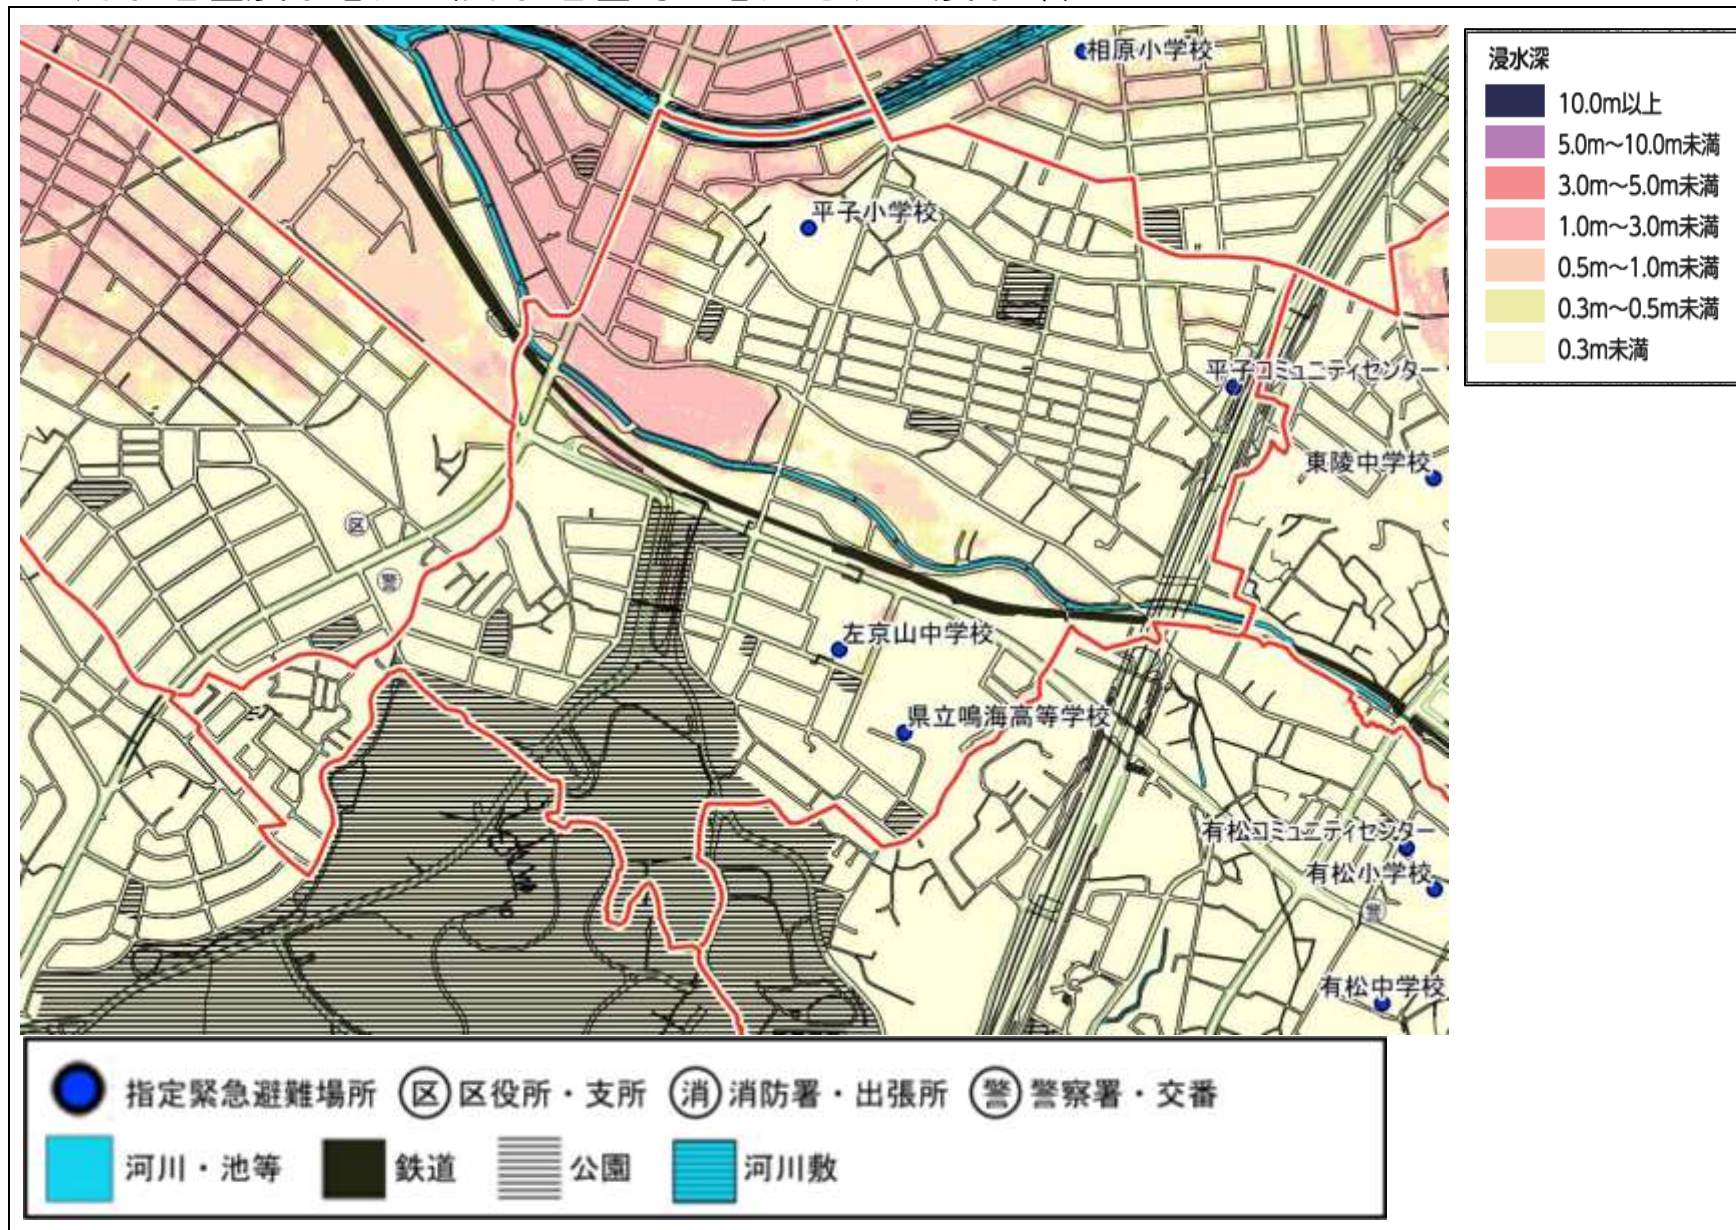 相原小学校
平子小学校
平子コミュニティセンター
東陵中学校
区
警
左京山中学校
県立鳴海高等学校
有松コミュニティセンター
有松小学校
警
有松中学校
浸水深
10.0m以上
5.0m～10.0m未満
3.0m～5.0m未満
1.0m～3.0m未満
0.5m～1.0m未満
0.3m～0.5m未満
0.3m未満
指定緊急避難場所 区 区役所・支所 消 消防署・出張所 警 警察署・交番
河川・池等 鉄道 公園 河川敷